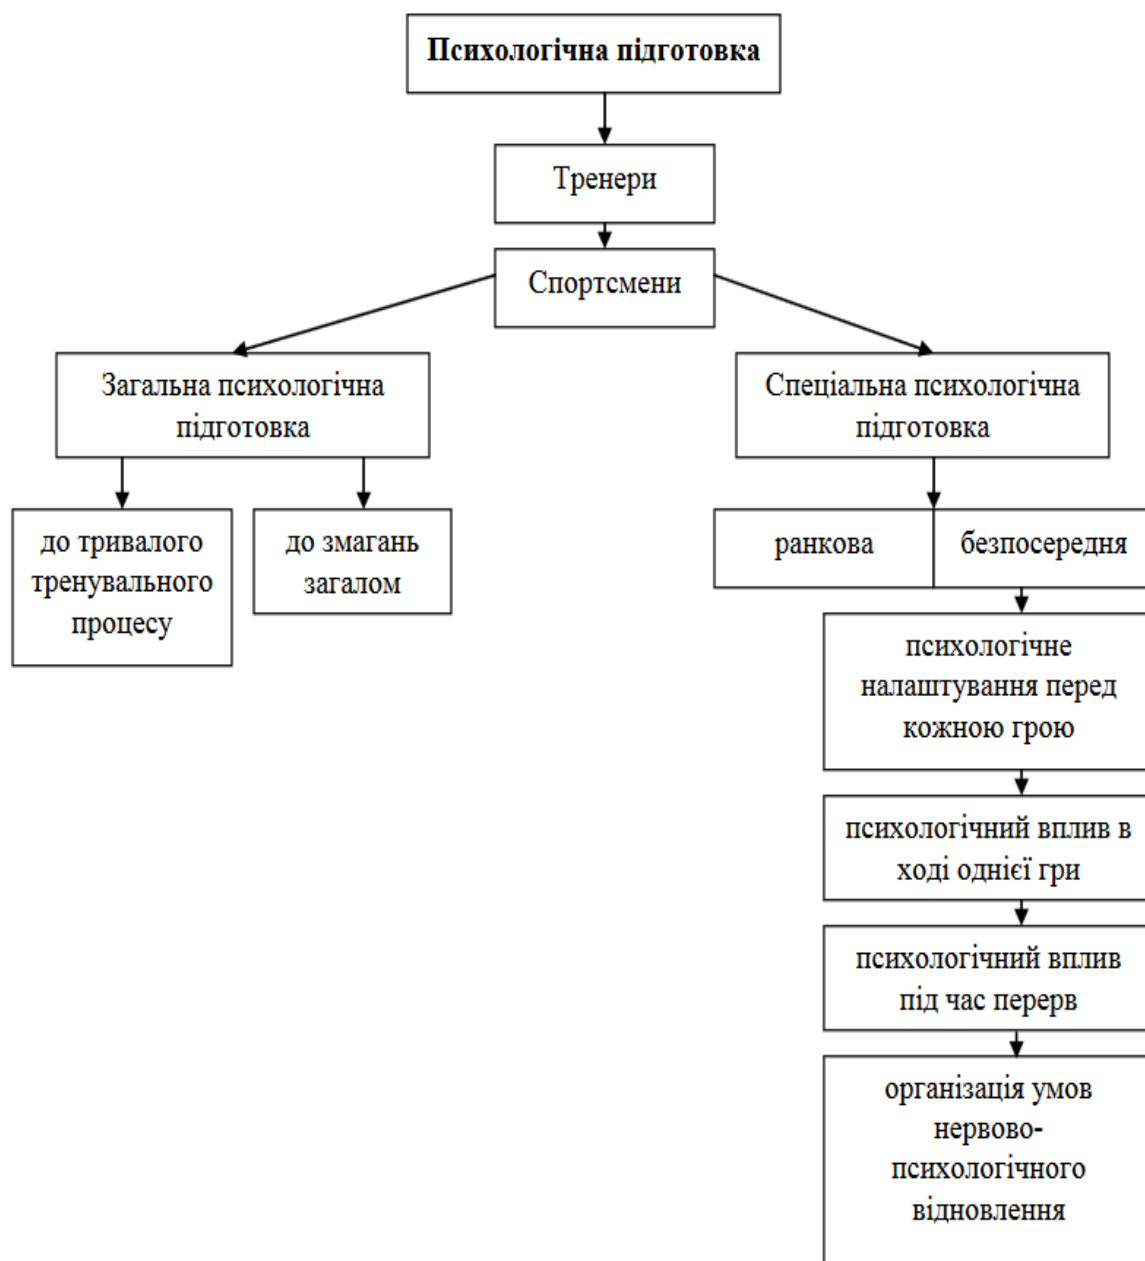 Психологічна підготовка
Тренери
Спортсмени
Загальна психологічна
підготовка
Спеціальна психологічна
підготовка
до тривалого
тренувального
процесу
до змагань
загалом
ранкова
безпосередня
психологічне
налаштування перед
кожною грою
психологічний вплив в
ході однієї гри
психологічний вплив
під час перерв
організація умов
нервово-
психологічного
відновлення